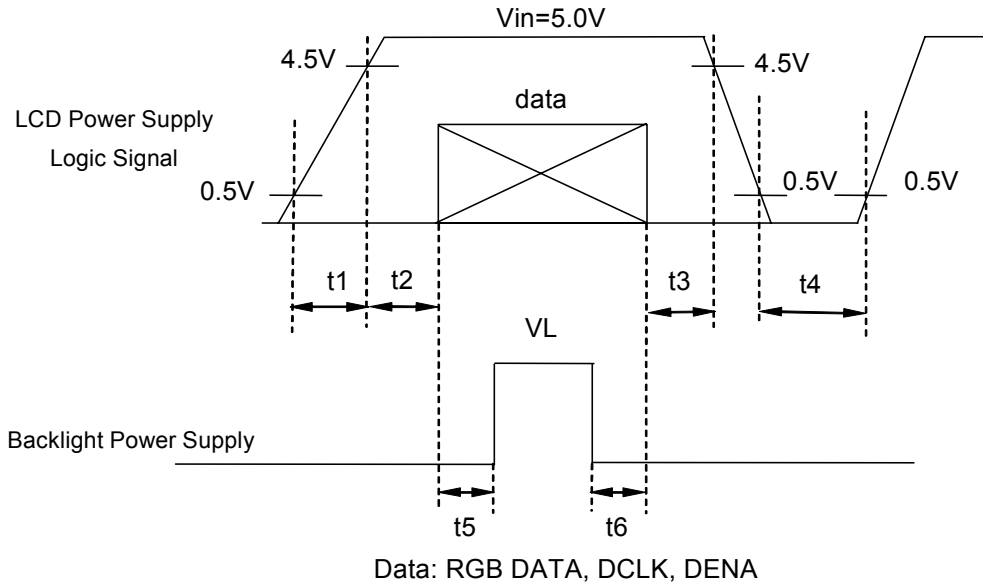 Vin=5.0V
4.5V
4.5V
data
LCD Power Supply
Logic Signal
0.5V
0.5V
0.5V
t1
t2
t3
t4
VL
Backlight Power Supply
t5
t6
Data: RGB DATA, DCLK, DENA